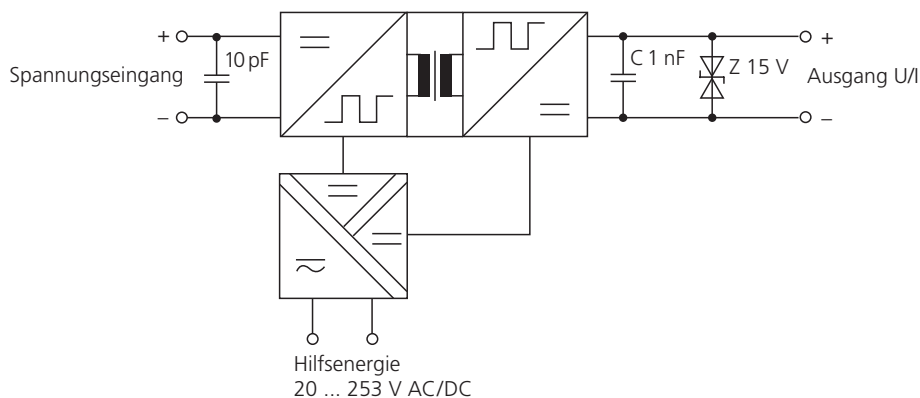 +
10 pF
Spannungseingang
–
C 1 nF
Z 15 V
+
Ausgang U/I
–
Hilfsenergie
20 ... 253 V AC/DC